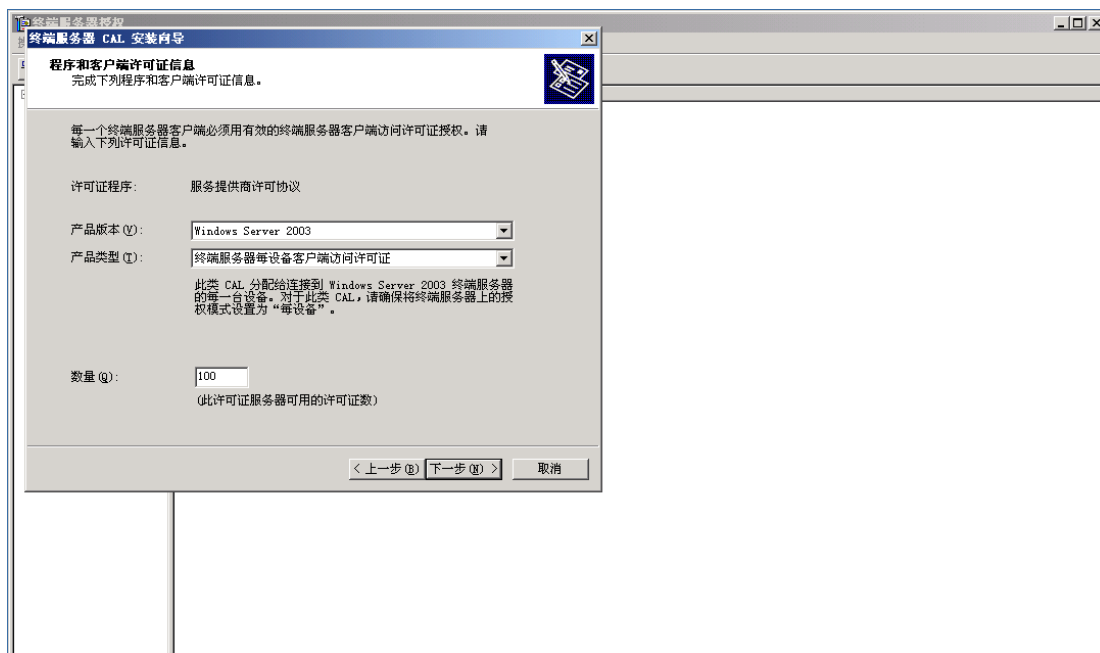 终端服务器授权
终端服务器 CAL 安装向导
程序和客户端许可证信息
完成下列程序和客户端许可证信息。
每一个终端服务器客户端必须用有效的终端服务器客户端访问许可证授权。请
输入下列许可证信息。
许可证程序: 服务提供商许可协议
产品版本(V): Windows Server 2003
产品类型(T): 终端服务器每设备客户端访问许可证
此类 CAL 分配给连接到 Windows Server 2003 终端服务器
的每一台设备。对于此类 CAL，请确保将终端服务器上的授
权模式设置为“每设备”。
数量(Q): 100
(此许可证服务器可用的许可证数)
< 上一步(B) 下一步(N) > 取消